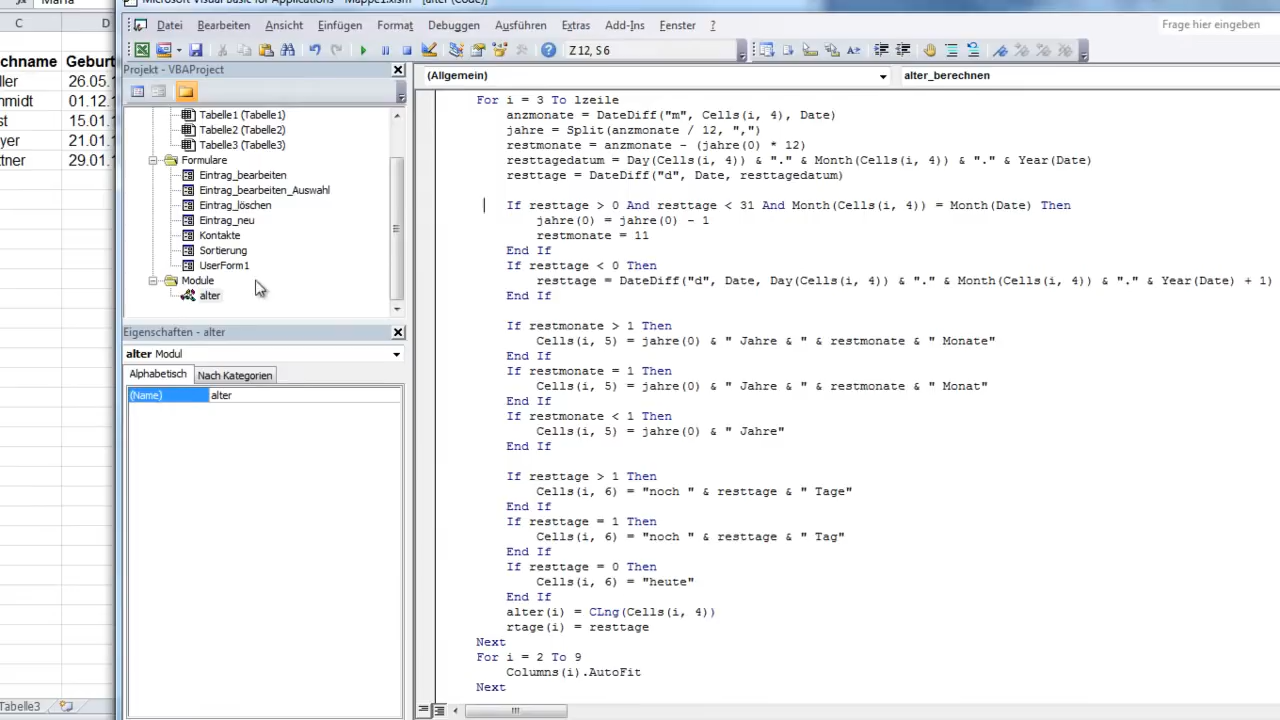 Microsoft Visual Basic for Applications - Mappe1.xlsm - [alter (Code)]
Datei Bearbeiten Ansicht Einfügen Format Debuggen Ausführen Extras Add-Ins Fenster ?
Frage hier eingeben
Z 12, S 6
C D
chname Geburt
ller 26.05.1
nmidt 01.12.1
st 15.01.1
yer 21.01.1
ttner 29.01.1
Tabelle3
Projekt - VBAProject
Tabelle1 (Tabelle1)
Tabelle2 (Tabelle2)
Tabelle3 (Tabelle3)
Formulare
Eintrag_bearbeiten
Eintrag_bearbeiten_Auswahl
Eintrag_löschen
Eintrag_neu
Kontakte
Sortierung
UserForm1
Module
alter
Eigenschaften - alter
alter Modul
Alphabetisch Nach Kategorien
(Name) alter
(Allgemein) alter_berechnen
For i = 3 To lzeile
anzmonate = DateDiff("m", Cells(i, 4), Date)
jahre = Split(anzmonate / 12, ",")
restmonate = anzmonate - (jahre(0) * 12)
resttagedatum = Day(Cells(i, 4)) & "." & Month(Cells(i, 4)) & "." & Year(Date)
resttage = DateDiff("d", Date, resttagedatum)
If resttage > 0 And resttage < 31 And Month(Cells(i, 4)) = Month(Date) Then
jahre(0) = jahre(0) - 1
restmonate = 11
End If
If resttage < 0 Then
resttage = DateDiff("d", Date, Day(Cells(i, 4)) & "." & Month(Cells(i, 4)) & "." & Year(Date) + 1)
End If
If restmonate > 1 Then
Cells(i, 5) = jahre(0) & " Jahre & " & restmonate & " Monate"
End If
If restmonate = 1 Then
Cells(i, 5) = jahre(0) & " Jahre & " & restmonate & " Monat"
End If
If restmonate < 1 Then
Cells(i, 5) = jahre(0) & " Jahre"
End If
If resttage > 1 Then
Cells(i, 6) = "noch " & resttage & " Tage"
End If
If resttage = 1 Then
Cells(i, 6) = "noch " & resttage & " Tag"
End If
If resttage = 0 Then
Cells(i, 6) = "heute"
End If
alter(i) = CLng(Cells(i, 4))
rtage(i) = resttage
Next
For i = 2 To 9
Columns(i).AutoFit
Next